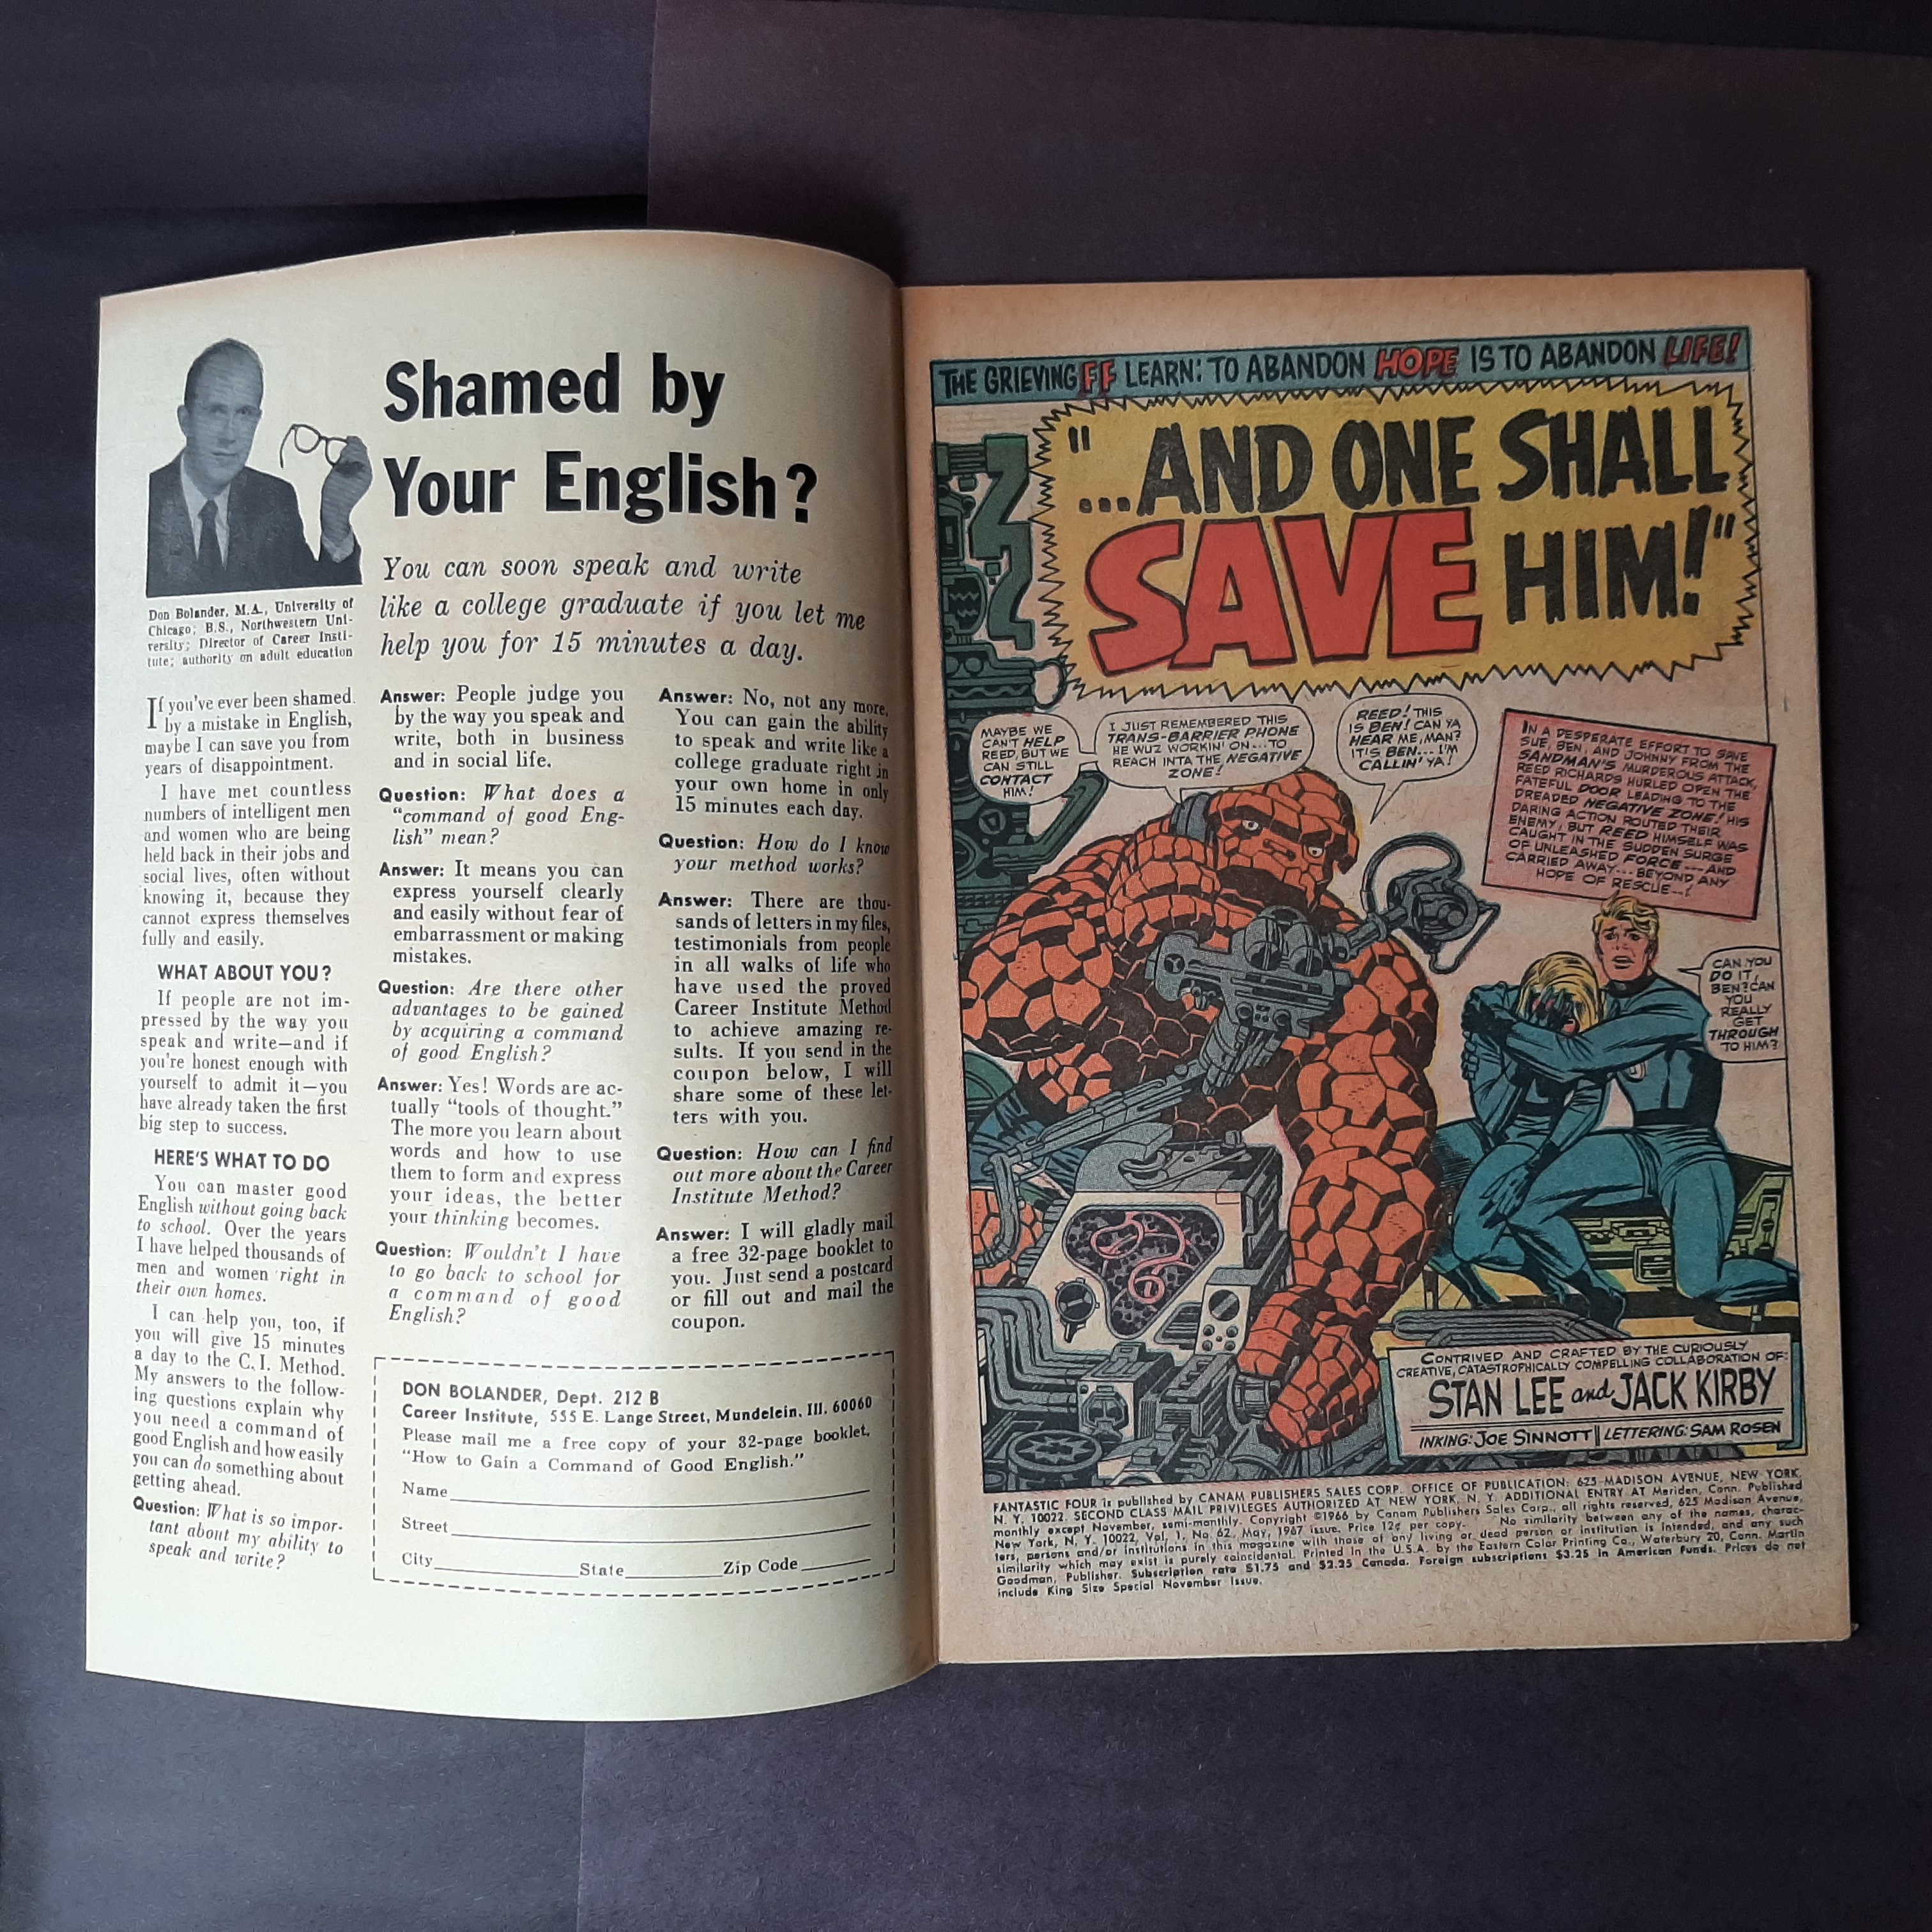 Shamed by
Your English?
You can soon speak and write
like a college graduate if you let me
help you for 15 minutes a day.
Don Bolander, M.A., University of
Chicago; B.S., Northwestern Uni-
versity; Director of Career Insti-
tute; authority on adult education
If you've ever been shamed
by a mistake in English,
maybe I can save you from
years of disappointment.
I have met countless
numbers of intelligent men
and women who are being
held back in their jobs and
social lives, often without
knowing it, because they
cannot express themselves
fully and easily.
WHAT ABOUT YOU?
If people are not im-
pressed by the way you
speak and write—and if
you're honest enough with
yourself to admit it—you
have already taken the first
big step to success.
HERE'S WHAT TO DO
You can master good
English without going back
to school. Over the years
I have helped thousands of
men and women right in
their own homes.
I can help you, too, if
you will give 15 minutes
a day to the C. I. Method.
My answers to the follow-
ing questions explain why
you need a command of
good English and how easily
you can do something about
getting ahead.
Question: What is so impor-
tant about my ability to
speak and write?
Answer: People judge you
by the way you speak and
write, both in business
and in social life.
Question: What does a
"command of good Eng-
lish" mean?
Answer: It means you can
express yourself clearly
and easily without fear of
embarrassment or making
mistakes.
Question: Are there other
advantages to be gained
by acquiring a command
of good English?
Answer: Yes! Words are ac-
tually "tools of thought."
The more you learn about
words and how to use
them to form and express
your ideas, the better
your thinking becomes.
Question: Wouldn't I have
to go back to school for
a command of good
English?
Answer: No, not any more.
You can gain the ability
to speak and write like a
college graduate right in
your own home in only
15 minutes each day.
Question: How do I know
your method works?
Answer: There are thou-
sands of letters in my files,
testimonials from people
in all walks of life who
have used the proved
Career Institute Method
to achieve amazing re-
sults. If you send in the
coupon below, I will
share some of these let-
ters with you.
Question: How can I find
out more about the Career
Institute Method?
Answer: I will gladly mail
a free 32-page booklet to
you. Just send a postcard
or fill out and mail the
coupon.
DON BOLANDER, Dept. 212 B
Career Institute, 555 E. Lange Street, Mundelein, Ill. 60060
Please mail me a free copy of your 32-page booklet,
"How to Gain a Command of Good English."
Name
Street
City State Zip Code
THE GRIEVING FF LEARN: TO ABANDON HOPE IS TO ABANDON LIFE!
"...AND ONE SHALL
SAVE HIM!"
MAYBE WE
CAN'T HELP
REED, BUT WE
CAN STILL
CONTACT
HIM!
I JUST REMEMBERED THIS
TRANS-BARRIER PHONE
HE WUZ WORKIN' ON...TO
REACH INTA THE NEGATIVE
ZONE!
REED! THIS
IS BEN! CAN YA
HEAR ME, MAN?
IT'S BEN... I'M
CALLIN' YA!
IN A DESPERATE EFFORT TO SAVE
SUE, BEN, AND JOHNNY FROM THE
SANDMAN'S MURDEROUS ATTACK,
REED RICHARDS HURLED OPEN THE
FATEFUL DOOR LEADING TO THE
DREADED NEGATIVE ZONE! HIS
DARING ACTION ROUTED THEIR
ENEMY, BUT REED HIMSELF WAS
CAUGHT IN THE SUDDEN SURGE
OF UNLEASHED FORCE--AND
CARRIED AWAY... BEYOND ANY
HOPE OF RESCUE--!
CAN YOU
DO IT,
BEN? CAN
YOU
REALLY
GET
THROUGH
TO HIM?
CONTRIVED AND CRAFTED BY THE CURIOUSLY
CREATIVE, CATASTROPHICALLY COMPELLING COLLABORATION OF:
STAN LEE and JACK KIRBY
INKING: JOE SINNOTT LETTERING: SAM ROSEN
FANTASTIC FOUR is published by CANAM PUBLISHERS SALES CORP. OFFICE OF PUBLICATION: 625 MADISON AVENUE, NEW YORK,
N. Y. 10022. SECOND CLASS MAIL PRIVILEGES AUTHORIZED AT NEW YORK, N. Y. ADDITIONAL ENTRY AT Meriden, Conn. Published
monthly except November, semi-monthly. Copyright ©1966 by Canam Publishers Sales Corp., all rights reserved, 625 Madison Avenue,
New York, N. Y. 10022, Vol. 1, No. 62, May, 1967 issue. Price 12¢ per copy. No similarity between any of the names, charac-
ters, persons and/or institutions in this magazine with those of any living or dead person or institution is intended, and any such
similarity which may exist is purely coincidental. Printed in the U.S.A. by the Eastern Color Printing Co., Waterbury 20, Conn. Martin
Goodman, Publisher. Subscription rate $1.75 and $2.25 Canada. Foreign subscriptions $3.25 in American funds. Prices do not
include King Size Special November Issue.